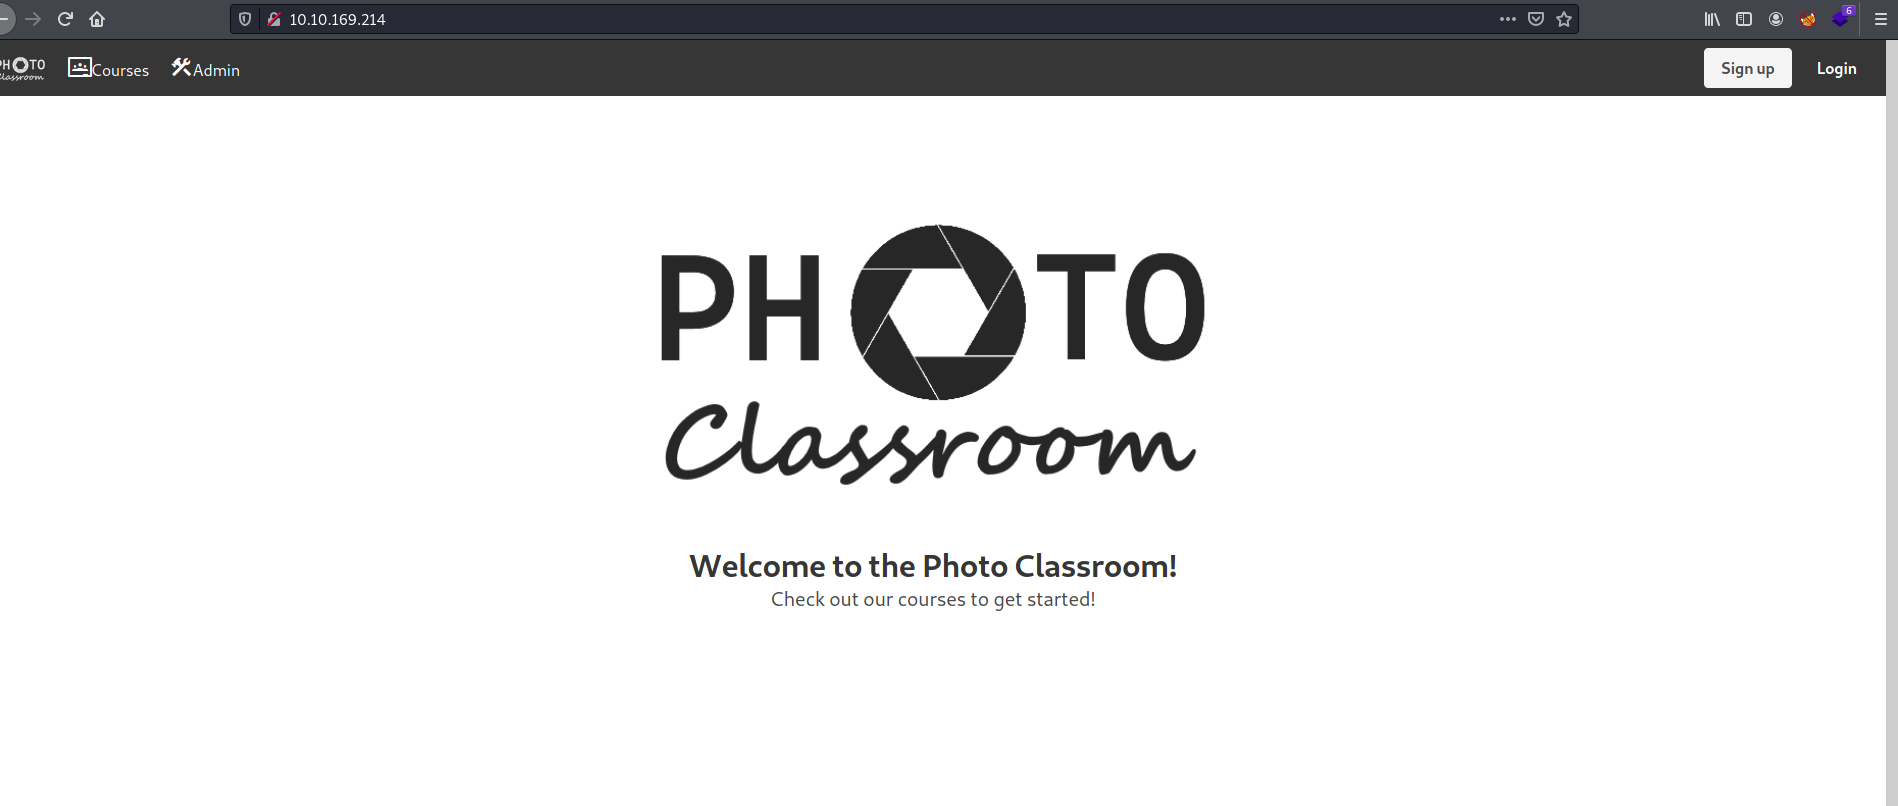 10.10.169.214
6
PHOTO
Classroom
Courses
Admin
Sign up
Login
PHOTO
Classroom
Welcome to the Photo Classroom!
Check out our courses to get started!